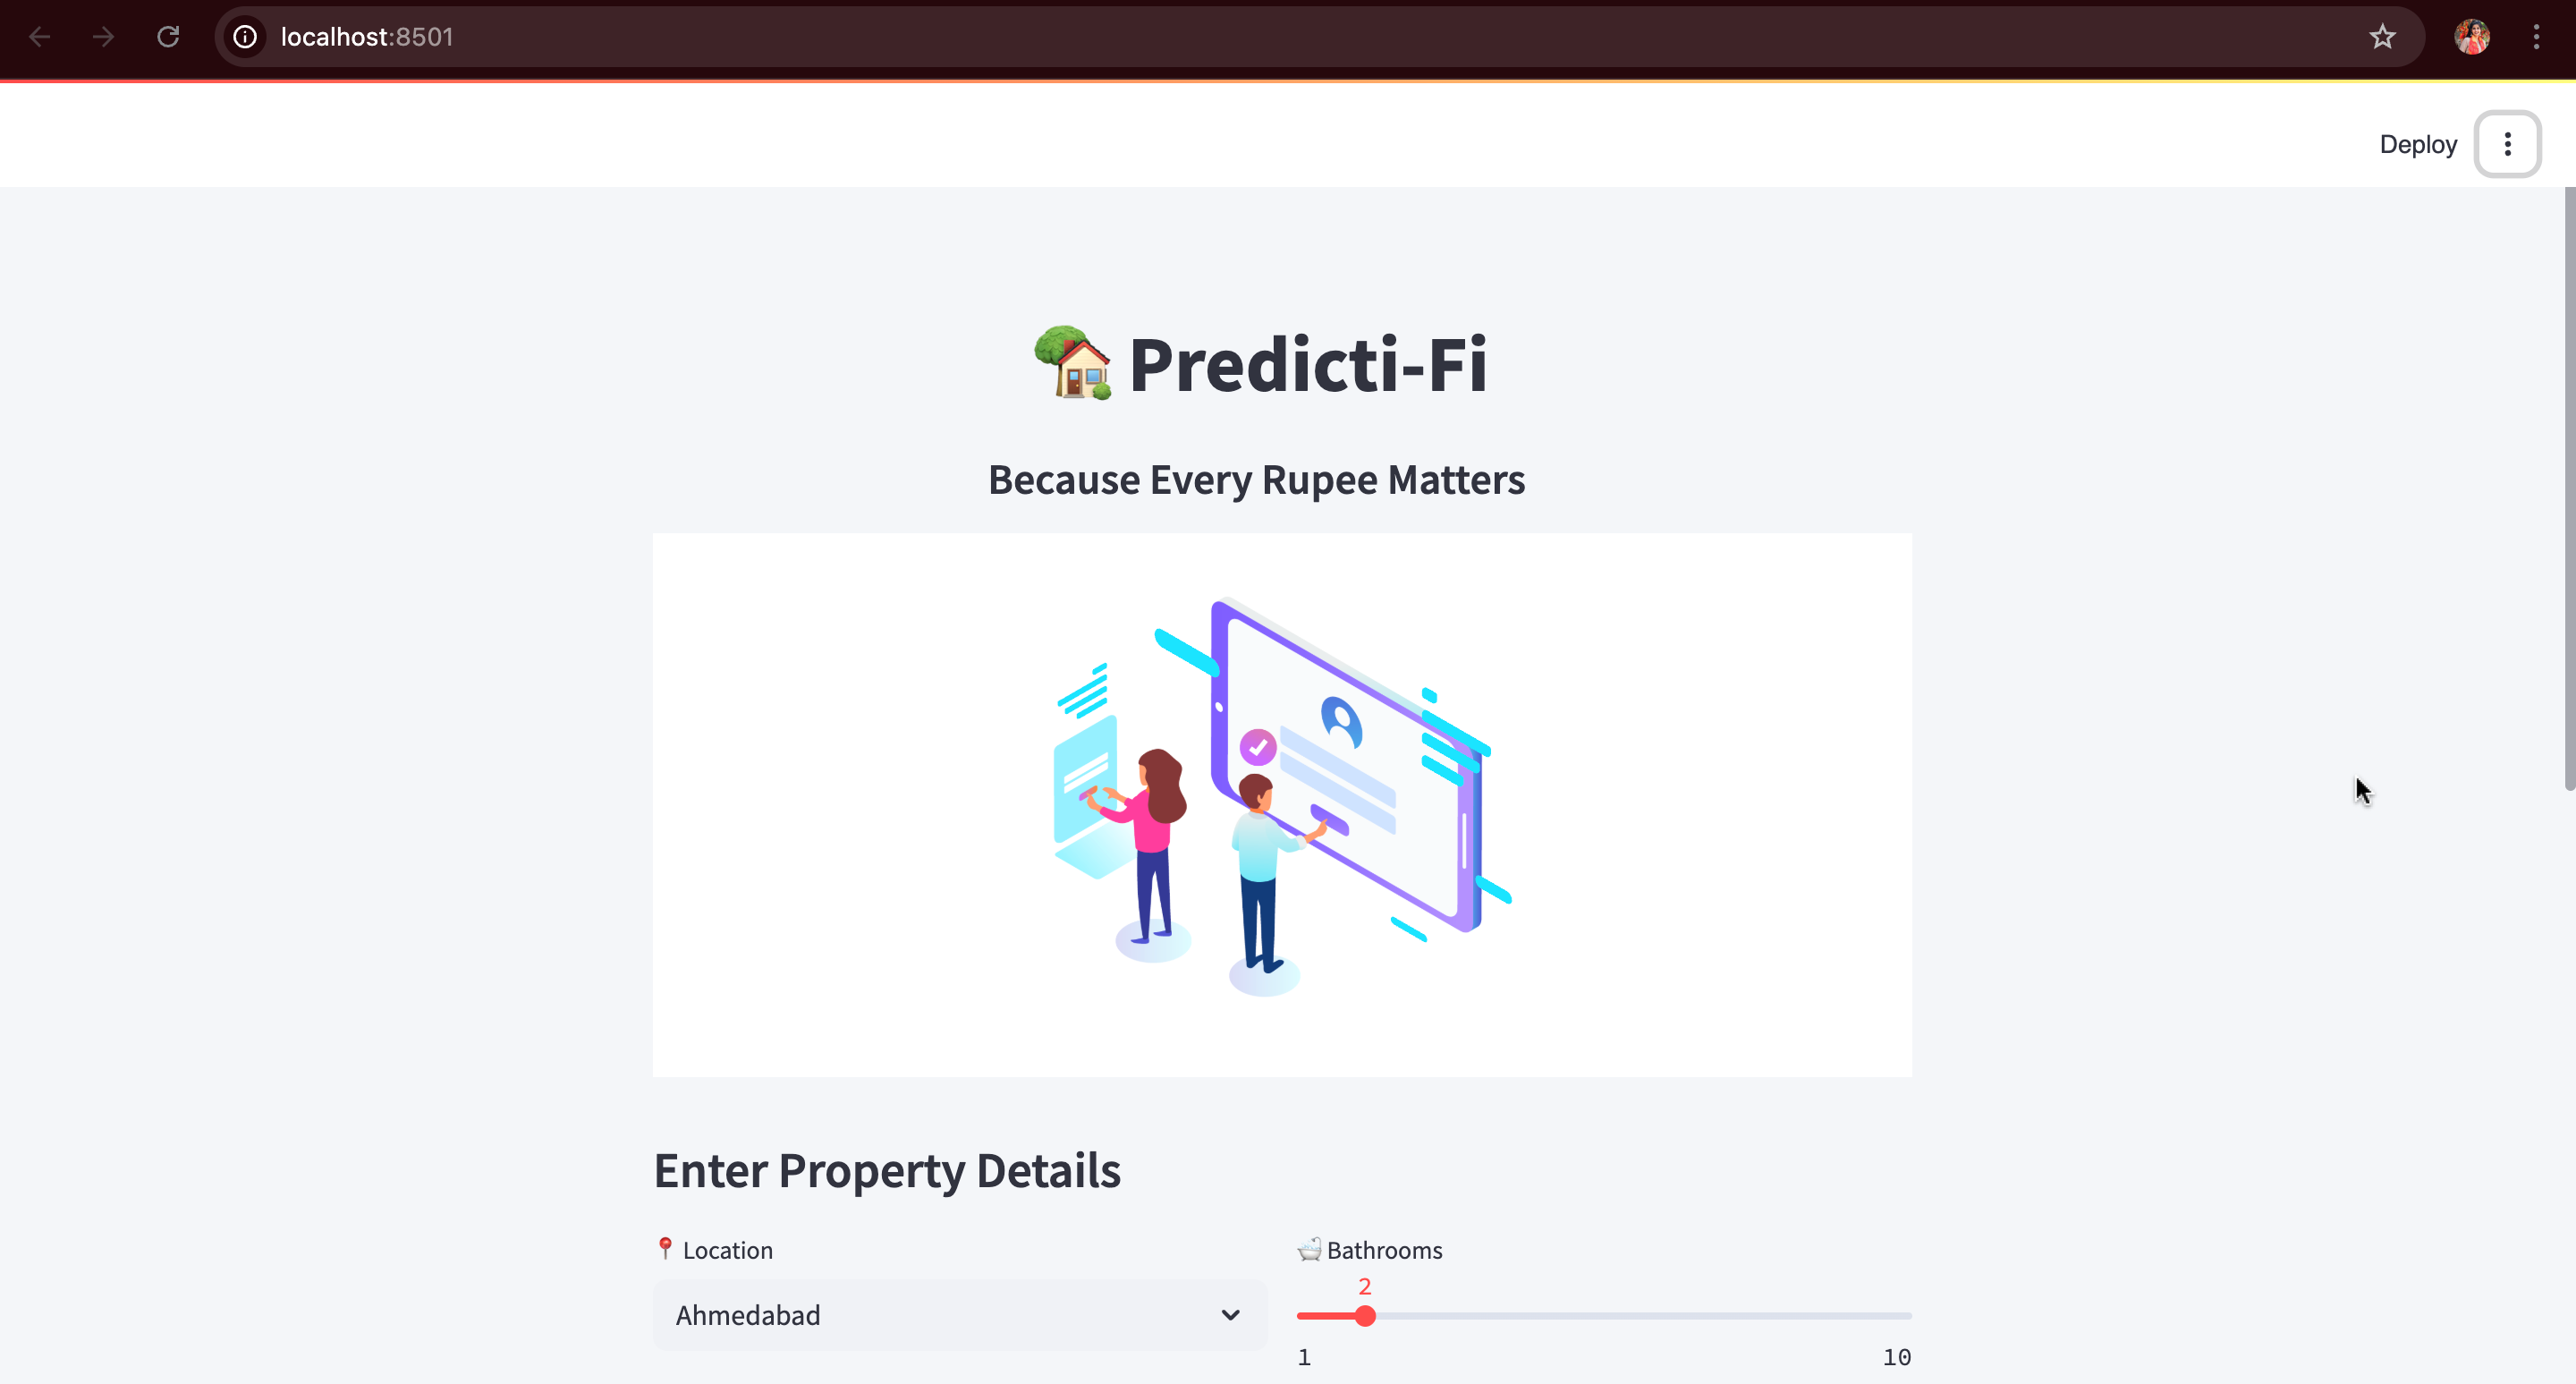 localhost:8501
Deploy
Predicti-Fi
Because Every Rupee Matters
Enter Property Details
Location
Bathrooms
2
Ahmedabad
1
10